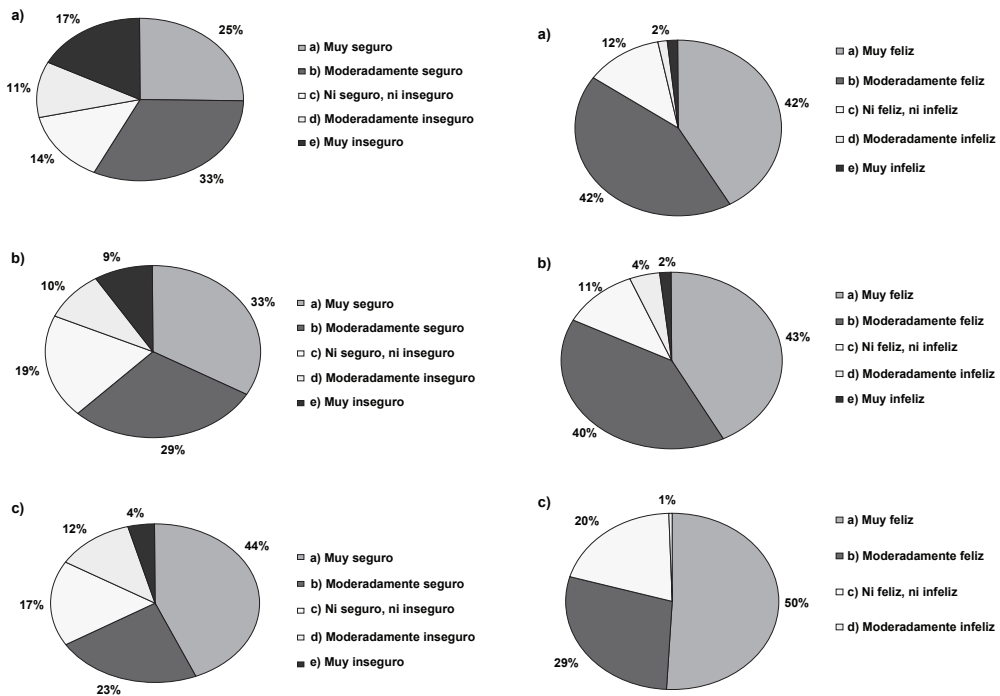 a)
17%
25%
11%
14%
33%
a) Muy seguro
b) Moderadamente seguro
c) Ni seguro, ni inseguro
d) Moderadamente inseguro
e) Muy inseguro
a)
2%
12%
42%
42%
a) Muy feliz
b) Moderadamente feliz
c) Ni feliz, ni infeliz
d) Moderadamente infeliz
e) Muy infeliz
b)
9%
10%
33%
19%
29%
a) Muy seguro
b) Moderadamente seguro
c) Ni seguro, ni inseguro
d) Moderadamente inseguro
e) Muy inseguro
b)
4%
2%
11%
43%
40%
a) Muy feliz
b) Moderadamente feliz
c) Ni feliz, ni infeliz
d) Moderadamente infeliz
e) Muy infeliz
c)
4%
12%
44%
17%
23%
a) Muy seguro
b) Moderadamente seguro
c) Ni seguro, ni inseguro
d) Moderadamente inseguro
e) Muy inseguro
c)
1%
20%
50%
29%
a) Muy feliz
b) Moderadamente feliz
c) Ni feliz, ni infeliz
d) Moderadamente infeliz